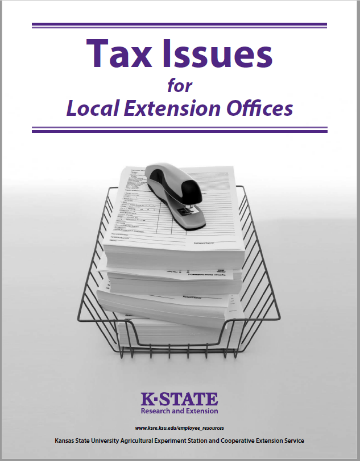 Tax Issues
for
Local Extension Offices
K-STATE
Research and Extension
www.ksre.ksu.edu/employee_resources
Kansas State University Agricultural Experiment Station and Cooperative Extension Service